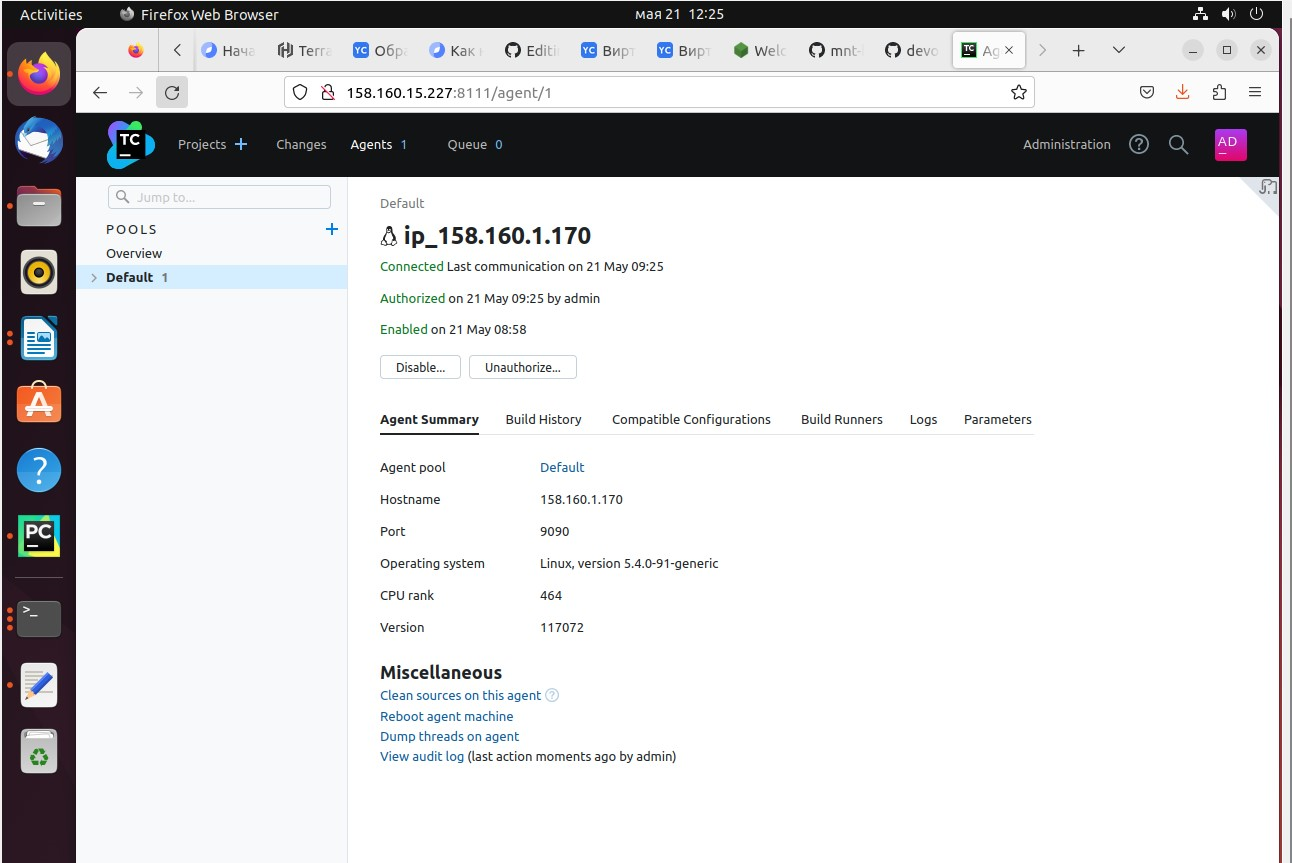 Activities Firefox Web Browser мая 21 12:25
Нача Terra YC Обра Как Editi YC Вирт YC Вирт Welc mnt- devo TC Ag
158.160.15.227:8111/agent/1
TC Projects Changes Agents 1 Queue 0 Administration ? AD
Jump to...
POOLS
Overview
Default 1
Default
ip_158.160.1.170
Connected Last communication on 21 May 09:25
Authorized on 21 May 09:25 by admin
Enabled on 21 May 08:58
Disable... Unauthorize...
Agent Summary Build History Compatible Configurations Build Runners Logs Parameters
Agent pool Default
Hostname 158.160.1.170
Port 9090
Operating system Linux, version 5.4.0-91-generic
CPU rank 464
Version 117072
Miscellaneous
Clean sources on this agent ?
Reboot agent machine
Dump threads on agent
View audit log (last action moments ago by admin)
?
PC
>_